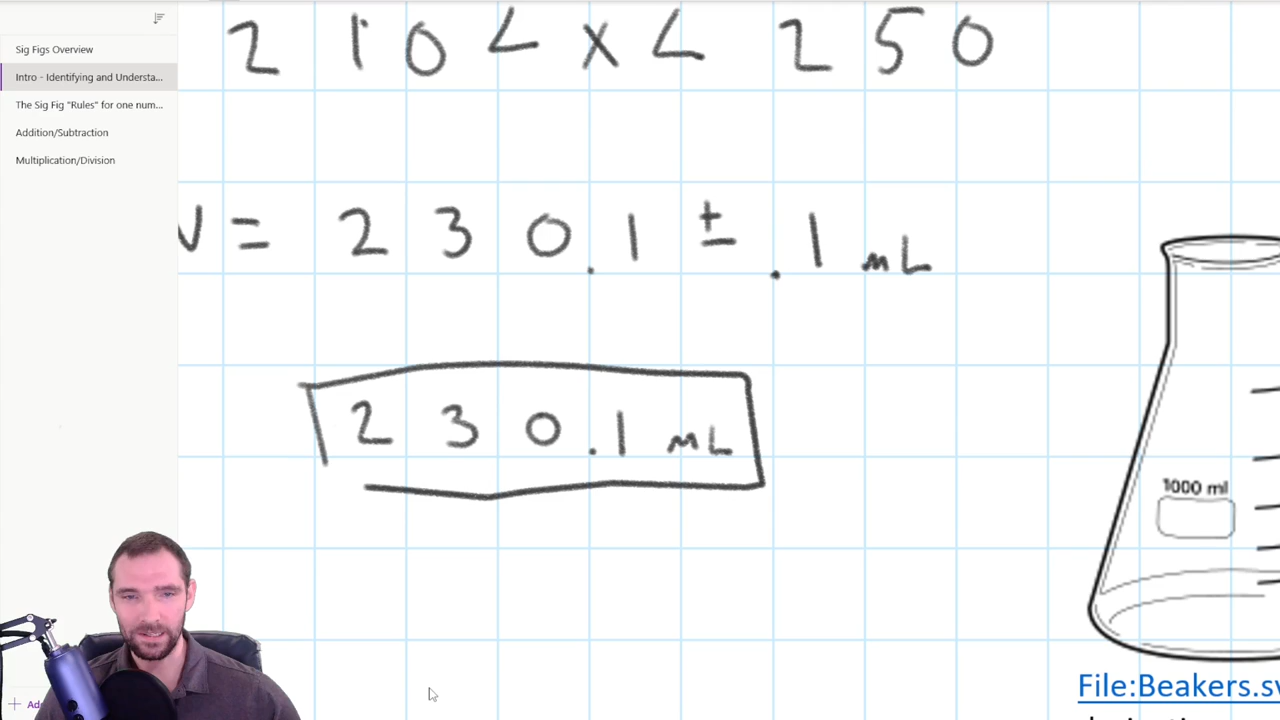 Sig Figs Overview
Intro - Identifying and Understa...
The Sig Fig "Rules" for one num...
Addition/Subtraction
Multiplication/Division
210 < x < 250
V = 230.1 ± .1 mL
230.1 mL
1000 ml
File:Beakers.sv